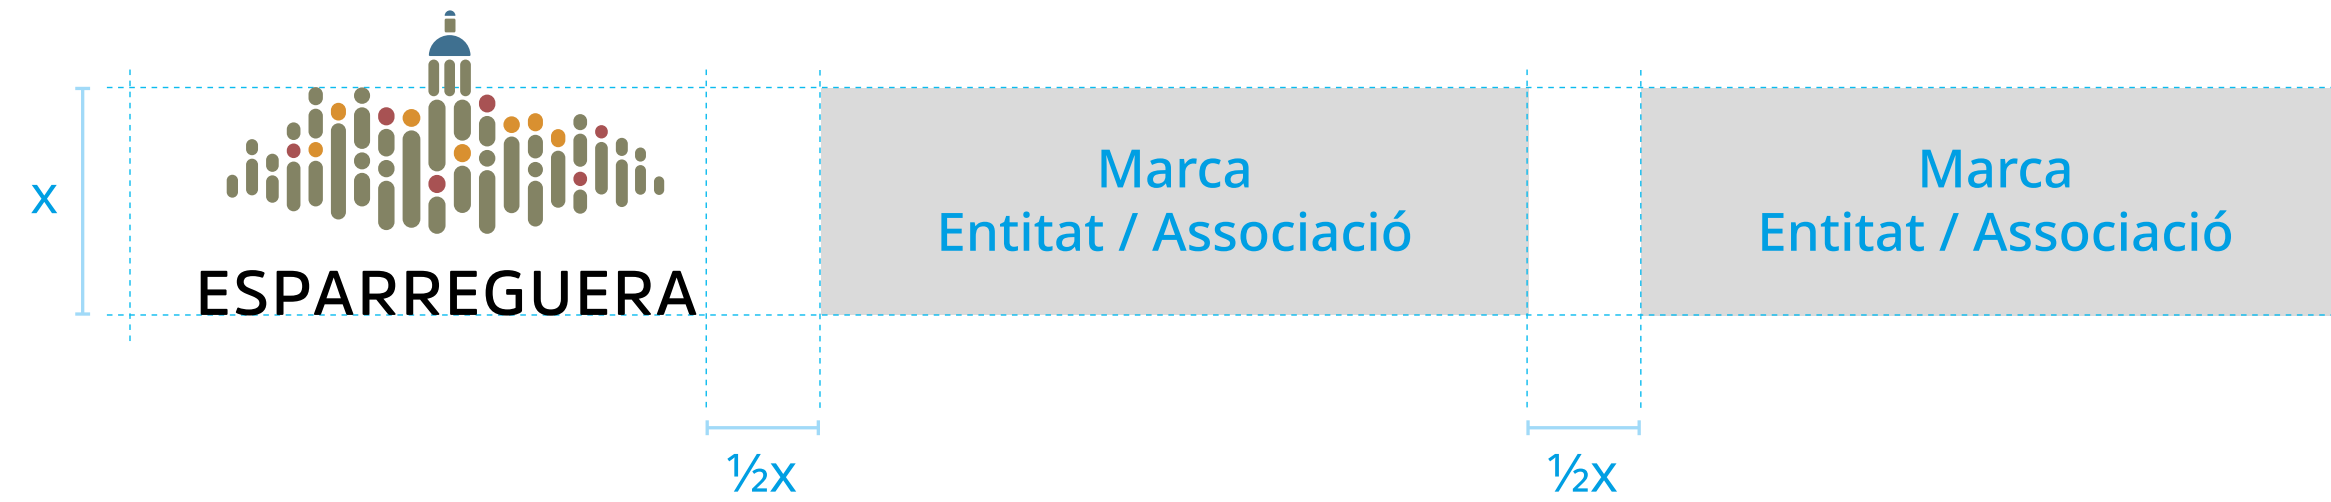 x
ESPARREGUERA
Marca
Entitat / Associació
Marca
Entitat / Associació
½x
½x